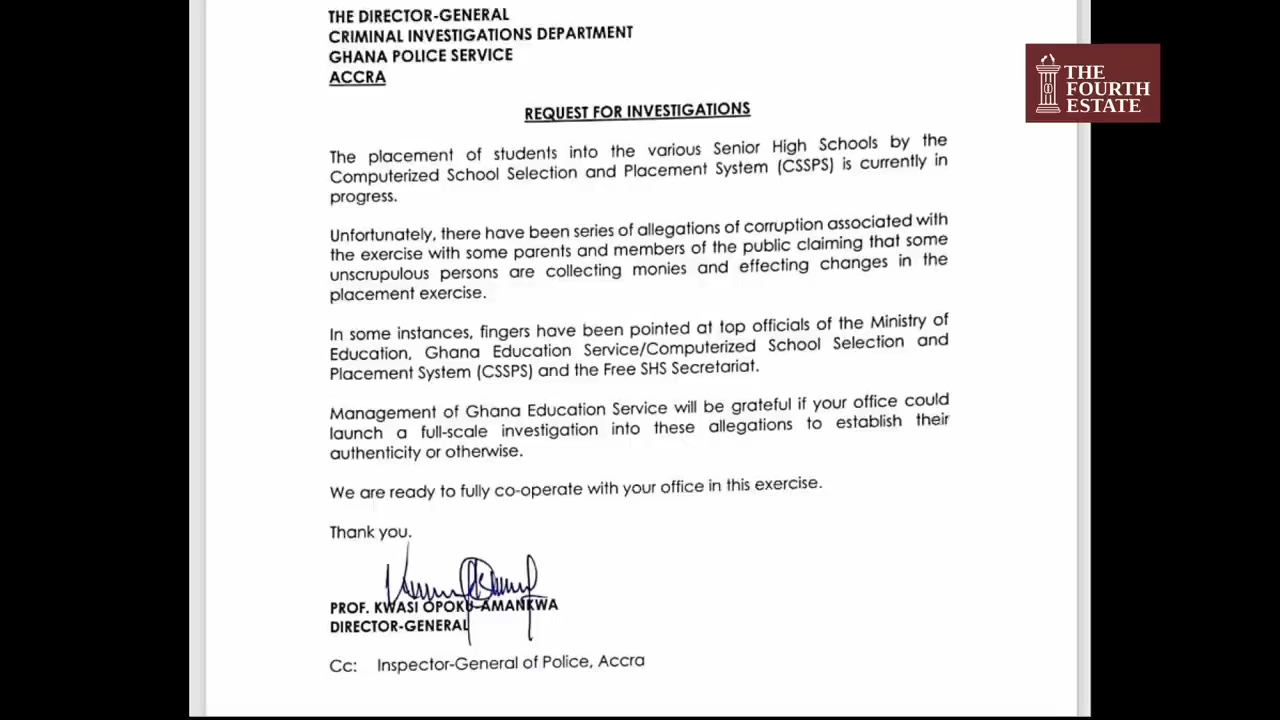 THE DIRECTOR-GENERAL
CRIMINAL INVESTIGATIONS DEPARTMENT
GHANA POLICE SERVICE
ACCRA
THE
FOURTH
ESTATE
REQUEST FOR INVESTIGATIONS
The placement of students into the various Senior High Schools by the
Computerized School Selection and Placement System (CSSPS) is currently in
progress.
Unfortunately, there have been series of allegations of corruption associated with
the exercise with some parents and members of the public claiming that some
unscrupulous persons are collecting monies and effecting changes in the
placement exercise.
In some instances, fingers have been pointed at top officials of the Ministry of
Education, Ghana Education Service/Computerized School Selection and
Placement System (CSSPS) and the Free SHS Secretariat.
Management of Ghana Education Service will be grateful if your office could
launch a full-scale investigation into these allegations to establish their
authenticity or otherwise.
We are ready to fully co-operate with your office in this exercise.
Thank you.
PROF. KWASI OPOKU-AMANKWA
DIRECTOR-GENERAL
Cc: Inspector-General of Police, Accra